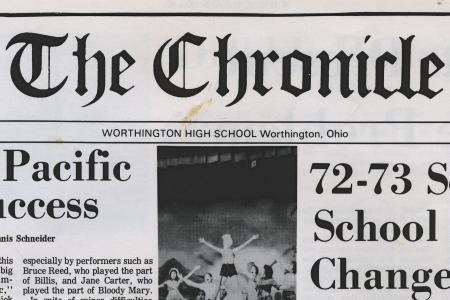 The Chronicle
WORTHINGTON HIGH SCHOOL Worthington, Ohio
Pacific
Schneider
this
big
especially by performers such as
Bruce Reed, who played the part
of Billis, and Jane Carter, who
played the part of Bloody Mary.
72-73
School
Change